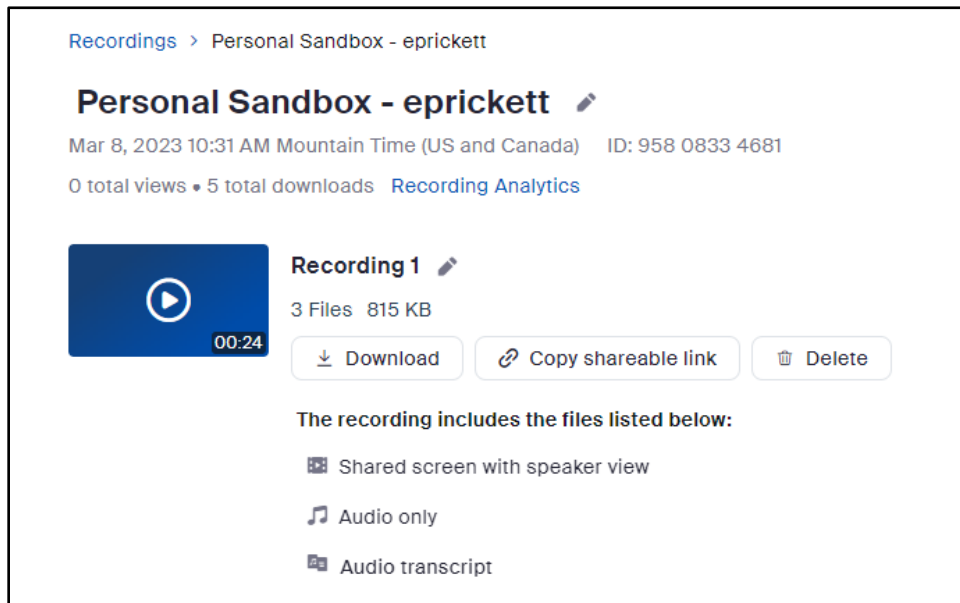 Recordings > Personal Sandbox - eprickett
Personal Sandbox - eprickett
Mar 8, 2023 10:31 AM Mountain Time (US and Canada) ID: 958 0833 4681
0 total views • 5 total downloads Recording Analytics
Recording 1
3 Files 815 KB
00:24
Download Copy shareable link Delete
The recording includes the files listed below:
Shared screen with speaker view
Audio only
Audio transcript